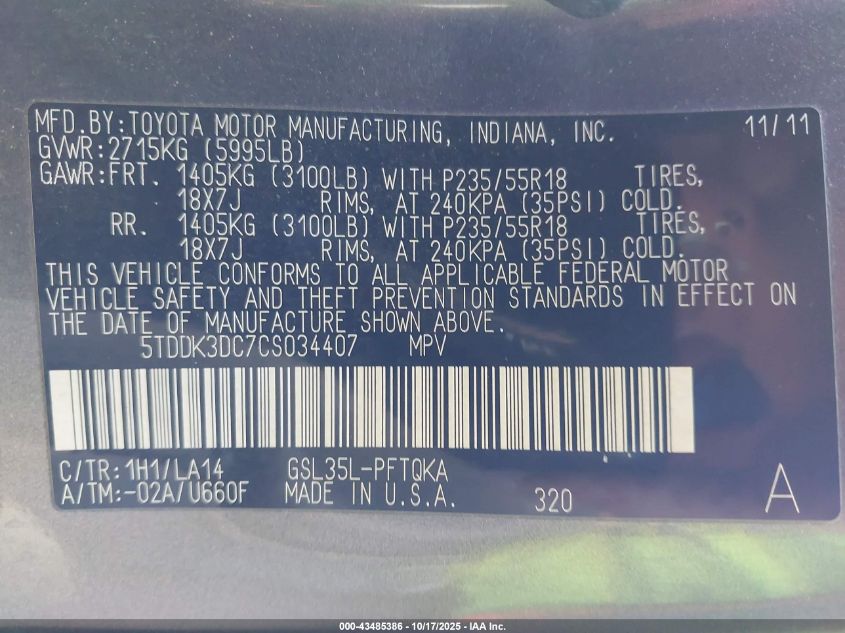 MFD.BY:TOYOTA MOTOR MANUFACTURING, INDIANA, INC. 11/11
GVWR:2715KG (5995LB)
GAWR:FRT. 1405KG (3100LB) WITH P235/55R18 TIRES,
18X7J RIMS, AT 240KPA (35PSI) COLD.
RR. 1405KG (3100LB) WITH P235/55R18 TIRES,
18X7J RIMS, AT 240KPA (35PSI) COLD.
THIS VEHICLE CONFORMS TO ALL APPLICABLE FEDERAL MOTOR
VEHICLE SAFETY AND THEFT PREVENTION STANDARDS IN EFFECT ON
THE DATE OF MANUFACTURE SHOWN ABOVE.
5TDDK3DC7CS034407 MPV
C/TR:1H1/LA14 GSL35L-PFTQKA
A/TM:-02A/U660F MADE IN U.S.A. 320 A
000-43485386 - 10/17/2025 - IAA Inc.